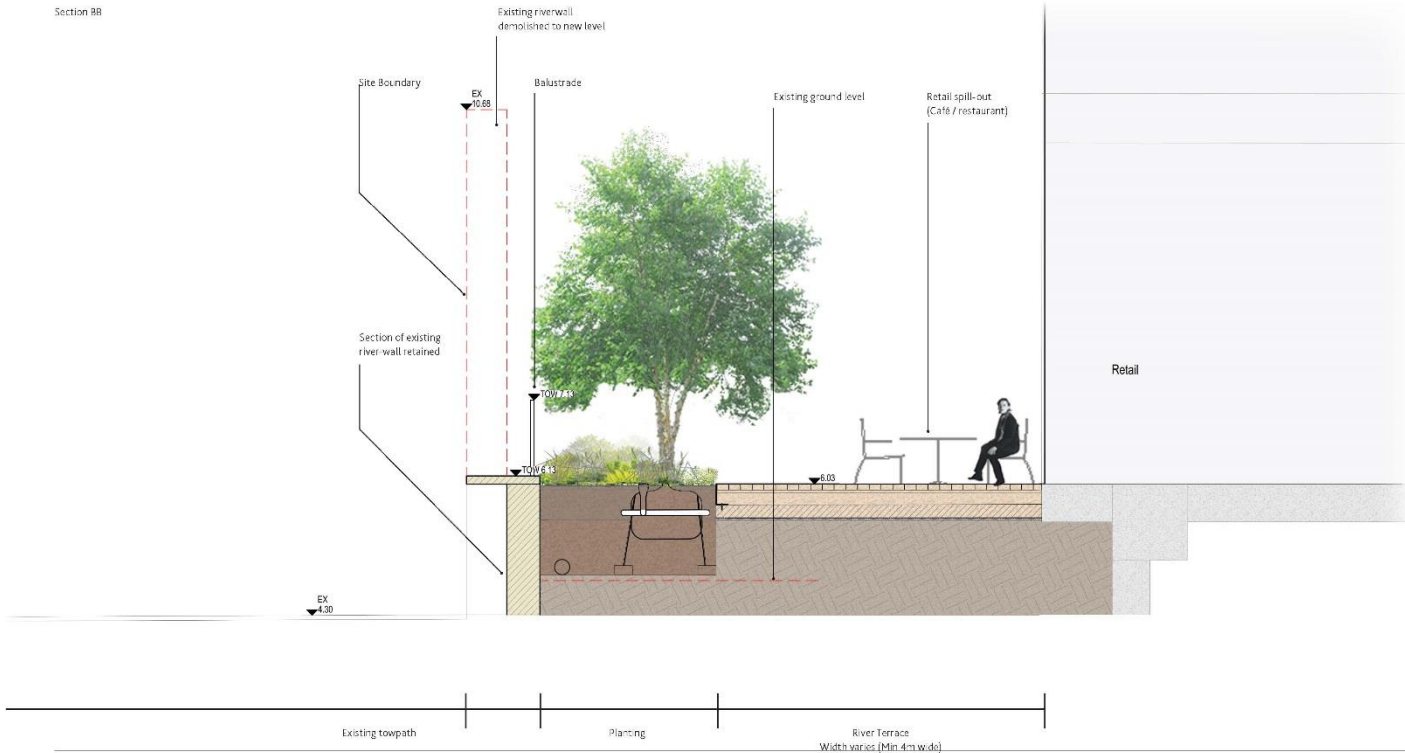 Section BB
Existing riverwall
demolished to new level
Site Boundary
EX
10.68
Balustrade
Existing ground level
Retail spill-out
(Café / restaurant)
Section of existing
river-wall retained
Retail
TOW 7.13
TOW 6.13
6.03
EX
4.30
Existing towpath
Planting
River Terrace
Width varies (Min 4m wide)